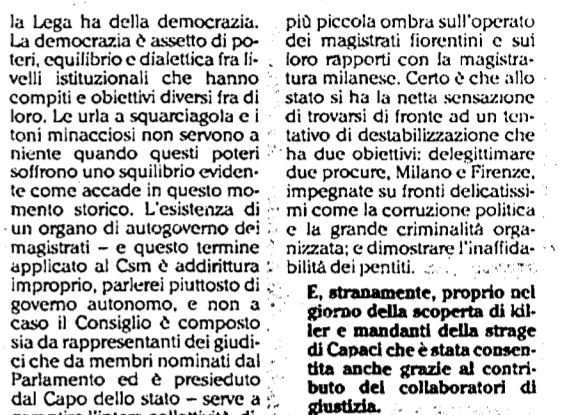 la Lega ha della democrazia.
La democrazia è assetto di po-
teri, equilibrio e dialettica fra li-
velli istituzionali che hanno
compiti e obiettivi diversi fra di
loro. Le urla a squarciagola e i
toni minacciosi non servono a
niente quando questi poteri
soffrono uno squilibrio eviden-
te come accade in questo mo-
mento storico. L'esistenza di
un organo di autogoverno dei
magistrati – e questo termine
applicato al Csm è addirittura
improprio, parlerei piuttosto di
governo autonomo, e non a
caso il Consiglio è composto
sia da rappresentanti dei giudi-
ci che da membri nominati dal
Parlamento ed è presieduto
dal Capo dello stato – serve a
garantire l'intera collettività, di-
più piccola ombra sull'operato
dei magistrati fiorentini e sui
loro rapporti con la magistra-
tura milanese. Certo è che allo
stato si ha la netta sensazione
di trovarsi di fronte ad un ten-
tativo di destabilizzazione che
ha due obiettivi: delegittimare
due procure, Milano e Firenze,
impegnate su fronti delicatissi-
mi come la corruzione politica
e la grande criminalità orga-
nizzata; e dimostrare l'inaffida-
bilità dei pentiti.
E, stranamente, proprio nel
giorno della scoperta di kil-
ler e mandanti della strage
di Capaci che è stata consen-
tita anche grazie al contri-
buto dei collaboratori di
giustizia.